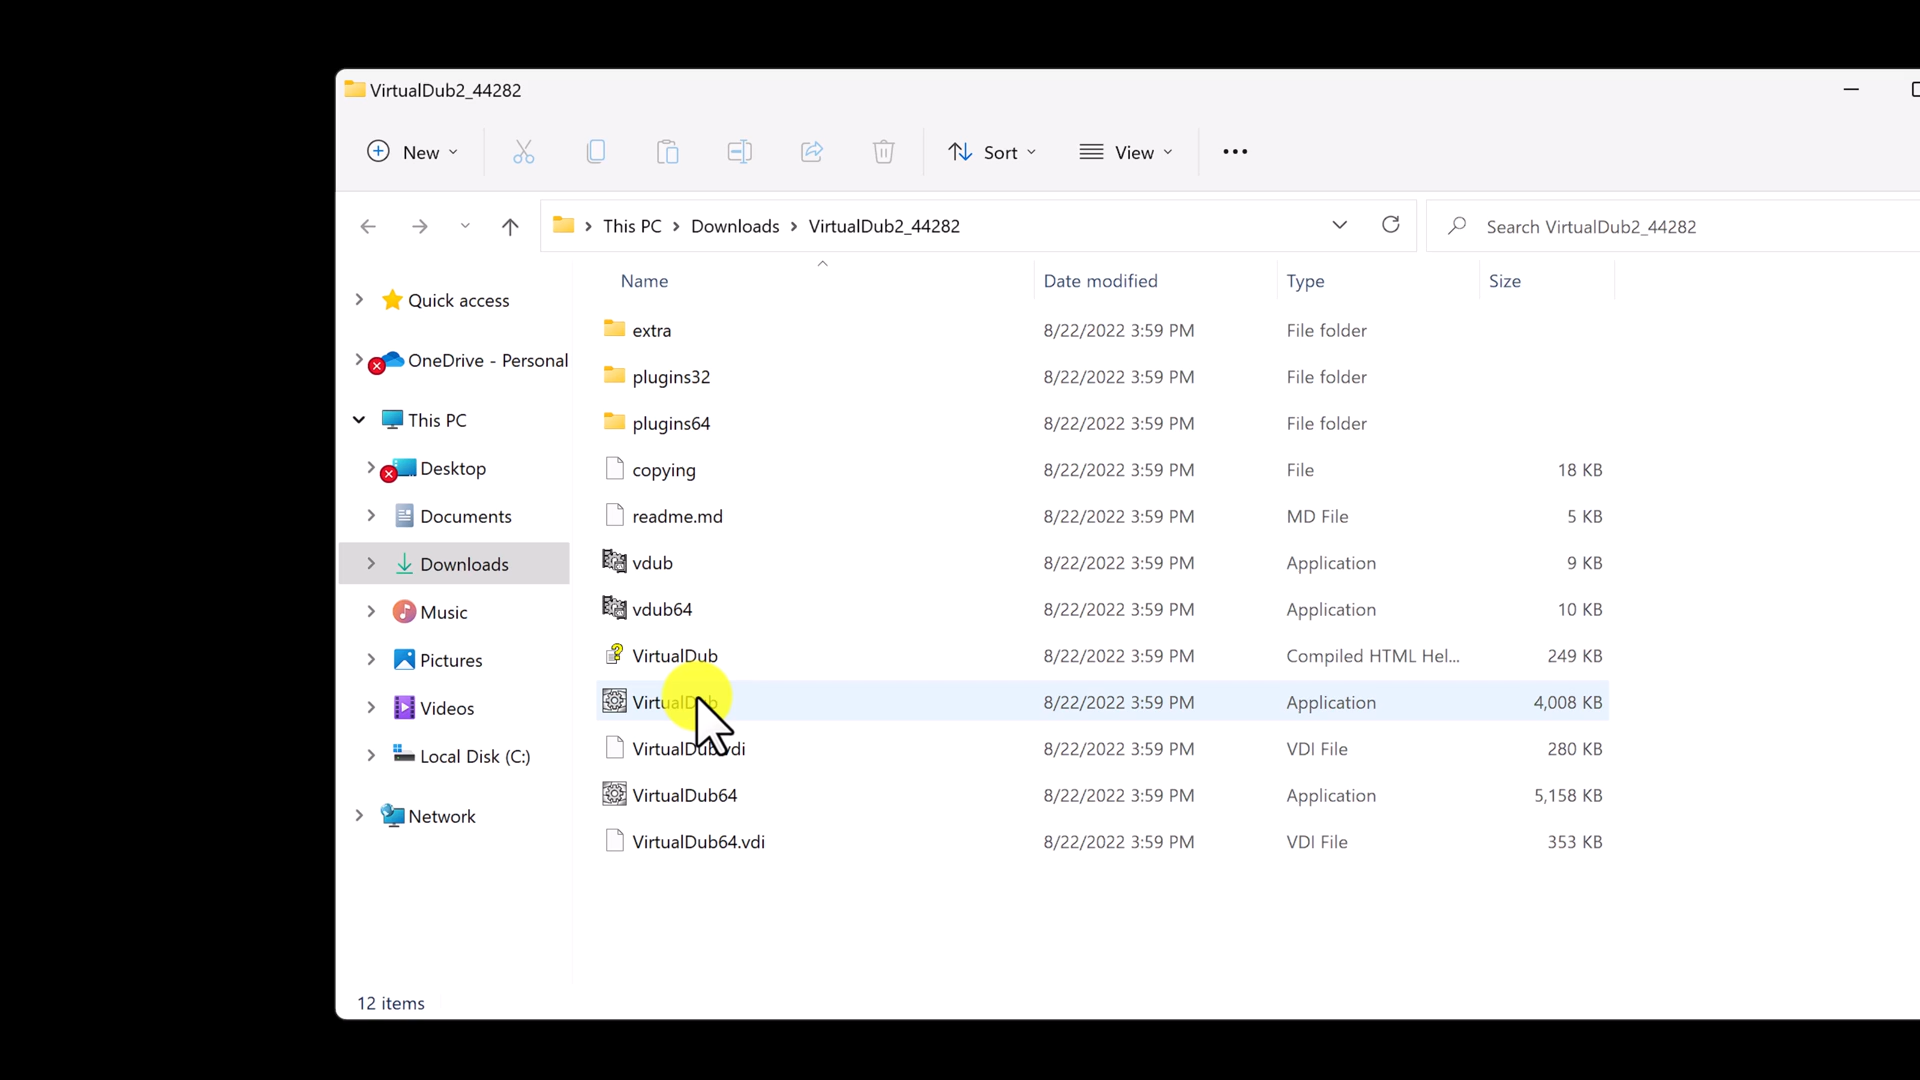 VirtualDub2_44282
New Sort View
This PC Downloads VirtualDub2_44282 Search VirtualDub2_44282
Name Date modified Type Size
Quick access
OneDrive - Personal
This PC
Desktop
Documents
Downloads
Music
Pictures
Videos
Local Disk (C:)
Network
extra 8/22/2022 3:59 PM File folder
plugins32 8/22/2022 3:59 PM File folder
plugins64 8/22/2022 3:59 PM File folder
copying 8/22/2022 3:59 PM File 18 KB
readme.md 8/22/2022 3:59 PM MD File 5 KB
vdub 8/22/2022 3:59 PM Application 9 KB
vdub64 8/22/2022 3:59 PM Application 10 KB
VirtualDub 8/22/2022 3:59 PM Compiled HTML Hel... 249 KB
VirtualDub 8/22/2022 3:59 PM Application 4,008 KB
VirtualDub.vdi 8/22/2022 3:59 PM VDI File 280 KB
VirtualDub64 8/22/2022 3:59 PM Application 5,158 KB
VirtualDub64.vdi 8/22/2022 3:59 PM VDI File 353 KB
12 items